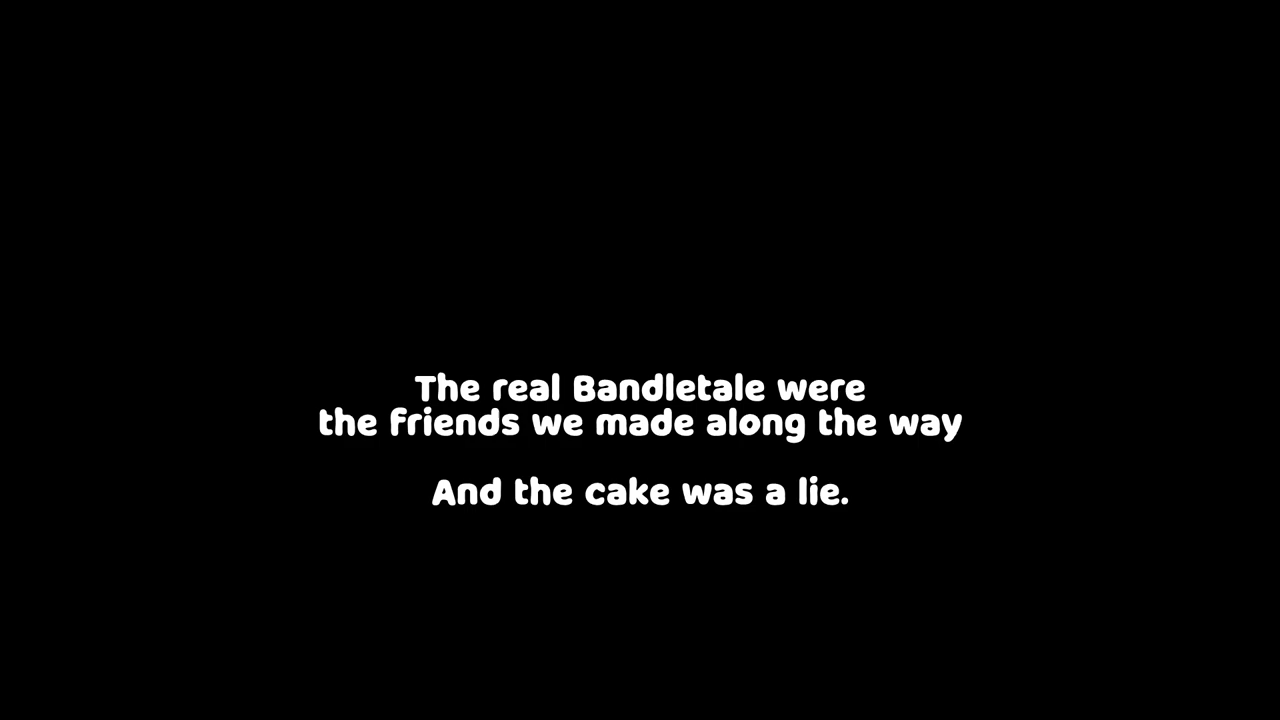 The real Bandletale were
the friends we made along the way
And the cake was a lie.